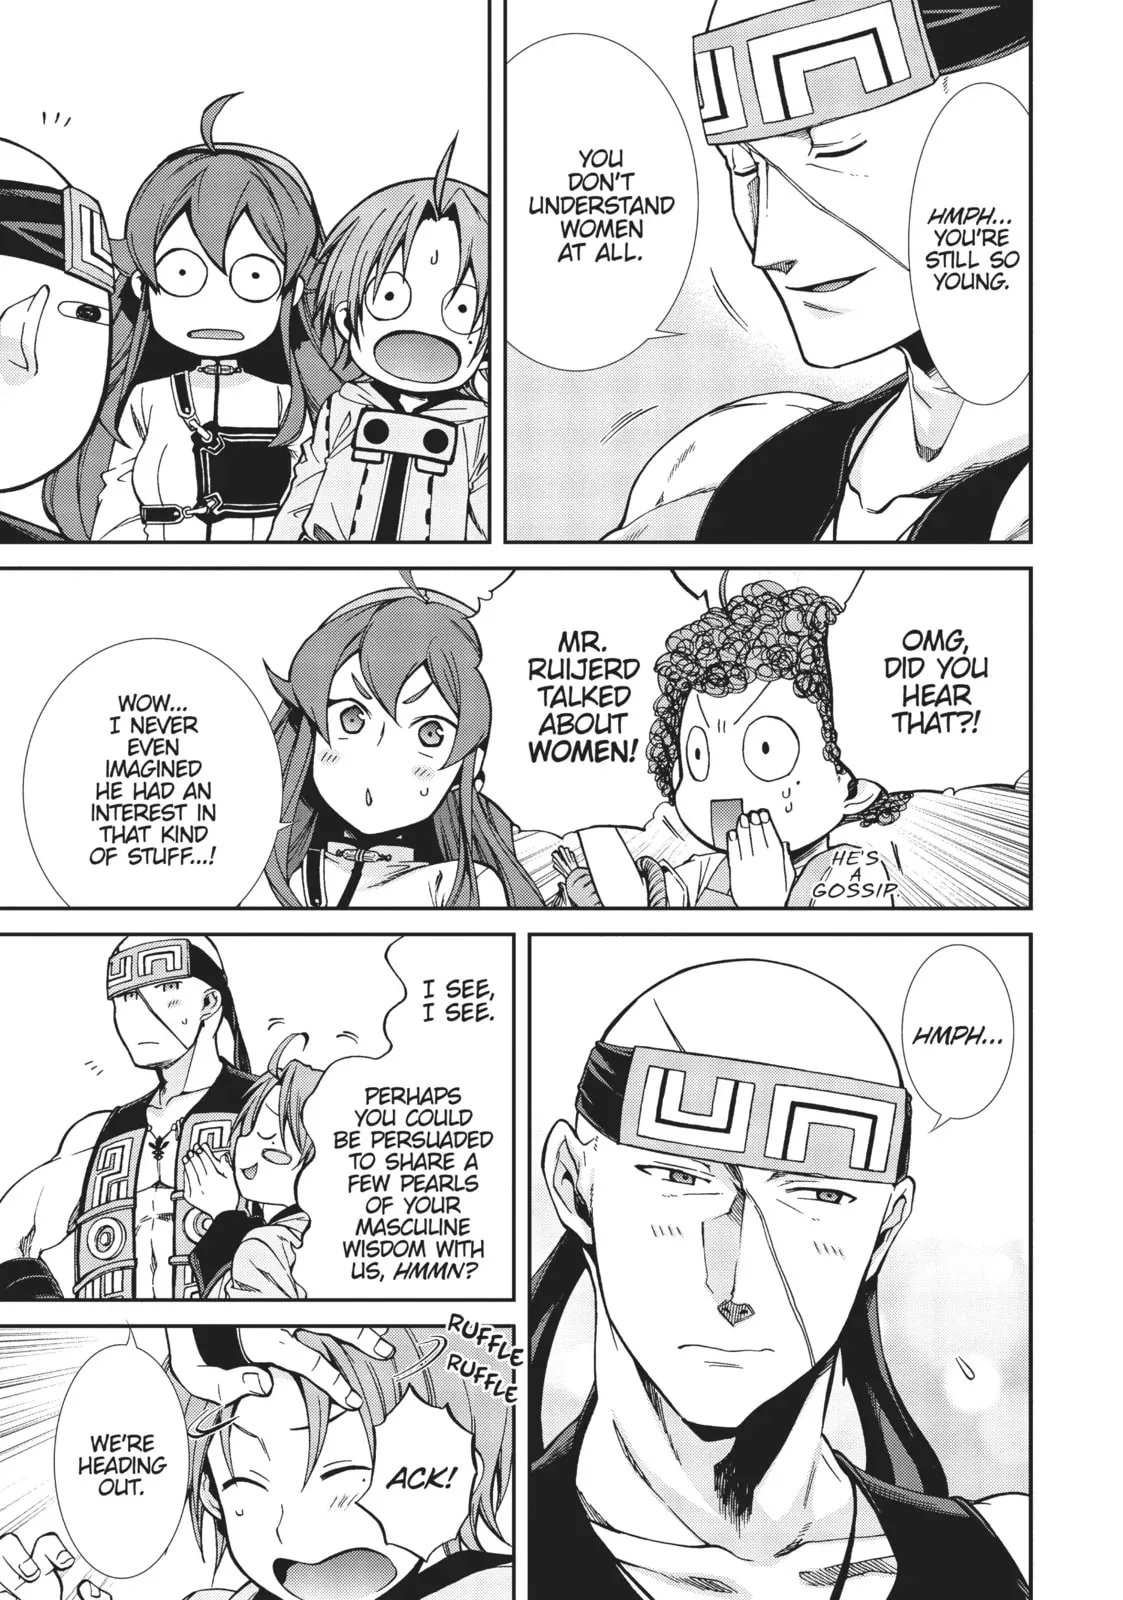 HMPH...
YOU'RE
STILL SO
YOUNG.
YOU
DON'T
UNDERSTAND
WOMEN
AT ALL.
OMG,
DID YOU
HEAR
THAT?!
MR.
RUIJERD
TALKED
ABOUT
WOMEN!
HE'S
A
GOSSIP.
WOW...
I NEVER
EVEN
IMAGINED
HE HAD AN
INTEREST IN
THAT KIND
OF STUFF...!
HMPH...
I SEE,
I SEE.
PERHAPS
YOU COULD
BE PERSUADED
TO SHARE A
FEW PEARLS
OF YOUR
MASCULINE
WISDOM WITH
US, HMMN?
RUFFLE
RUFFLE
ACK!
WE'RE
HEADING
OUT.